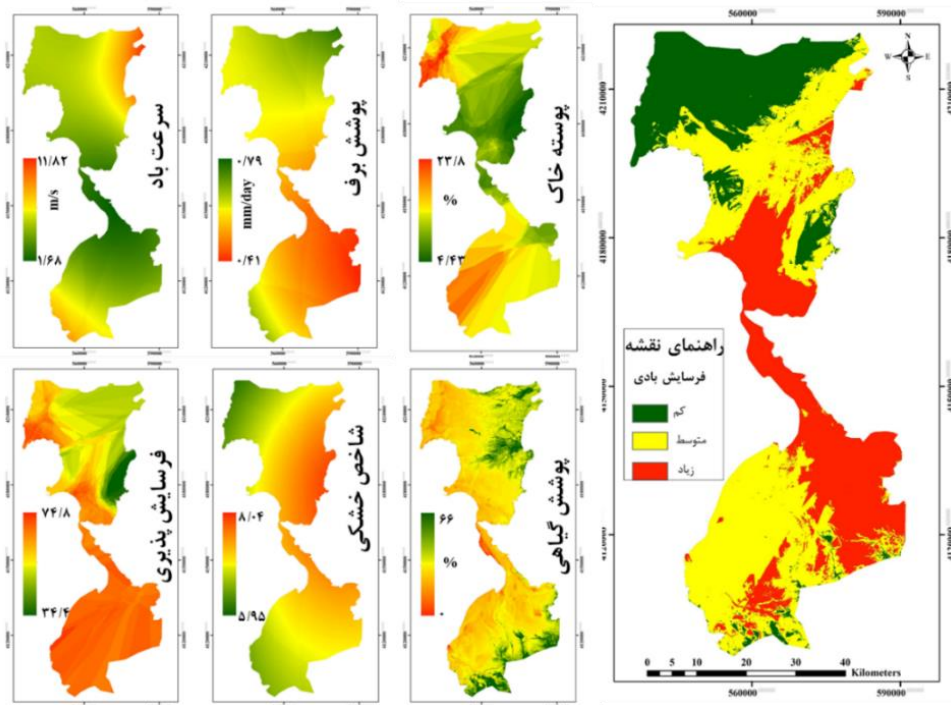 سرعت باد
۱۱/۸۲
m/s
۱/۶۸
پوشش برف
۰/۷۹
mm/day
۰/۴۱
پوسته خاک
۲۳/۸
%
۴/۴۳
فرسایش پذیری
۷۴/۸
۳۴/۴
شاخص خشکی
۸/۰۴
۵/۹۵
پوشش گیاهی
۶۶
%
۰
560000
590000
N
W
E
S
4210000
4180000
راهنمای نقشه
فرسایش بادی
کم
متوسط
زیاد
0 5 10 20 30 40
Kilometers
560000
590000